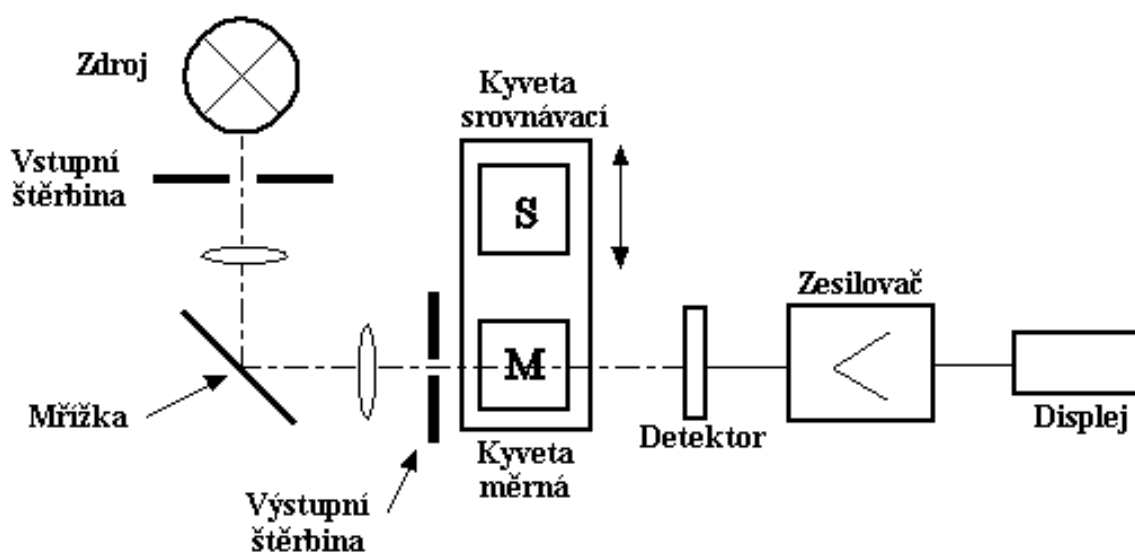 Zdroj
Vstupní
štěrbina
Kyveta
srovnávací
S
Zesilovač
M
Mřížka
Detektor
Displej
Kyveta
měrná
Výstupní
štěrbina